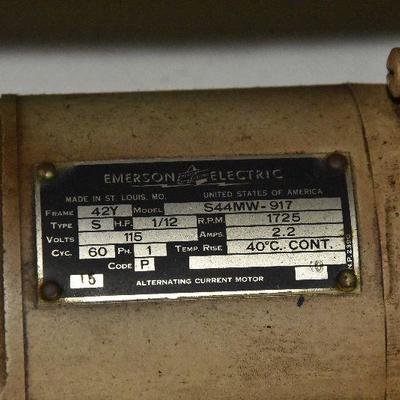 EMERSON ELECTRIC
MADE IN ST. LOUIS, MO. UNITED STATES OF AMERICA
FRAME 42Y MODEL S44MW-917
TYPE S H.P. 1/12 R.P.M 1725
VOLTS 115 AMPS. 2.2
CYC. 60 PH. 1 TEMP. RISE 40°C. CONT.
CODE P
15
ALTERNATING CURRENT MOTOR